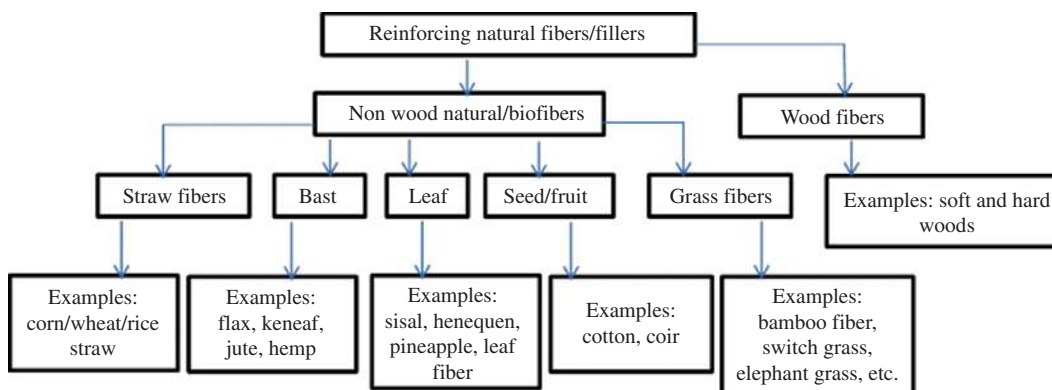 Reinforcing natural fibers/fillers
Non wood natural/biofibers
Wood fibers
Straw fibers
Bast
Leaf
Seed/fruit
Grass fibers
Examples: soft and hard
woods
Examples:
corn/wheat/rice
straw
Examples:
flax, keneaf,
jute, hemp
Examples:
sisal, henequen,
pineapple, leaf
fiber
Examples:
cotton, coir
Examples:
bamboo fiber,
switch grass,
elephant grass, etc.